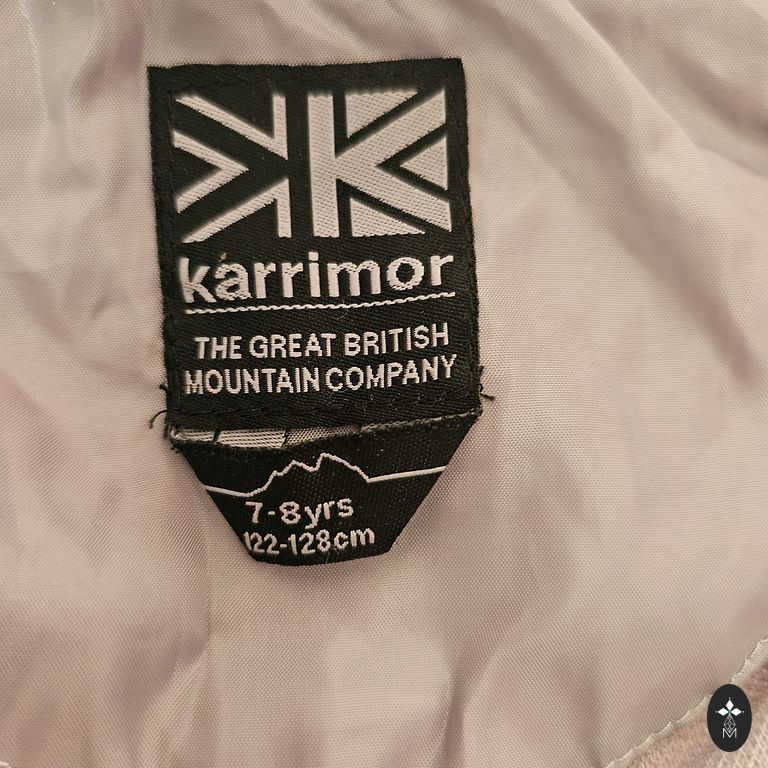 karrimor
THE GREAT BRITISH
MOUNTAIN COMPANY
7-8yrs
122-128cm
M